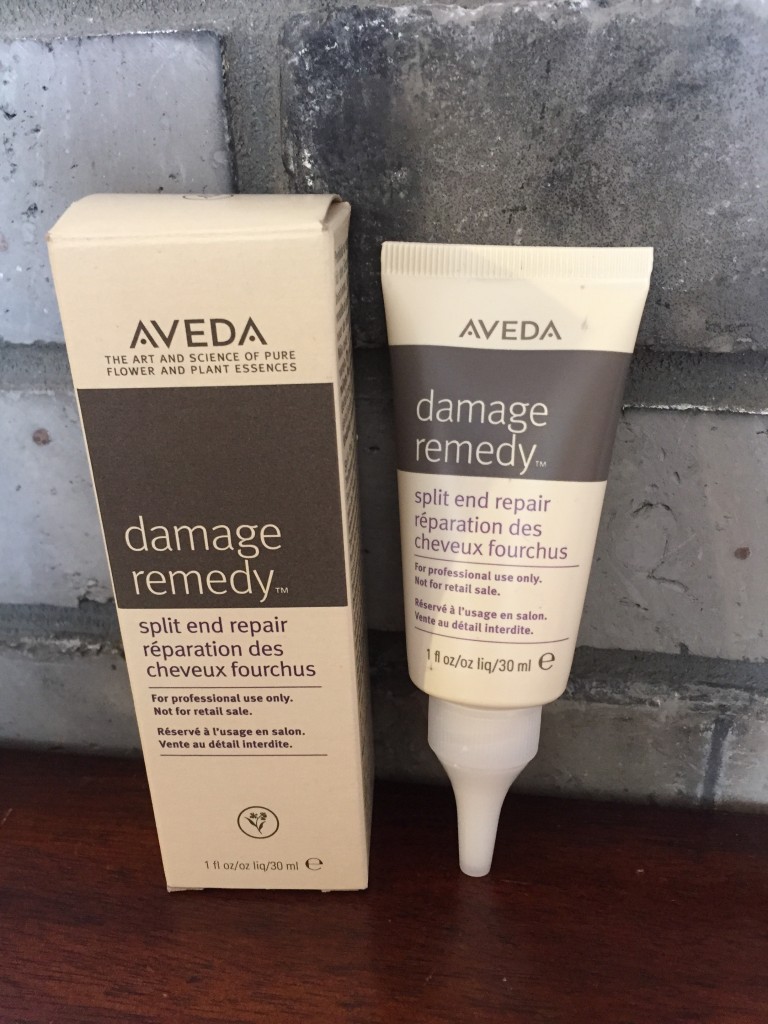 AVEDA
THE ART AND SCIENCE OF PURE
FLOWER AND PLANT ESSENCES
damage
remedy™
split end repair
réparation des
cheveux fourchus
For professional use only.
Not for retail sale.
Réservé à l'usage en salon.
Vente au détail interdite.
1 fl oz/oz liq/30 ml ℮
AVEDA
damage
remedy™
split end repair
réparation des
cheveux fourchus
For professional use only.
Not for retail sale.
Réservé à l'usage en salon.
Vente au détail interdite.
1 fl oz/oz liq/30 ml ℮